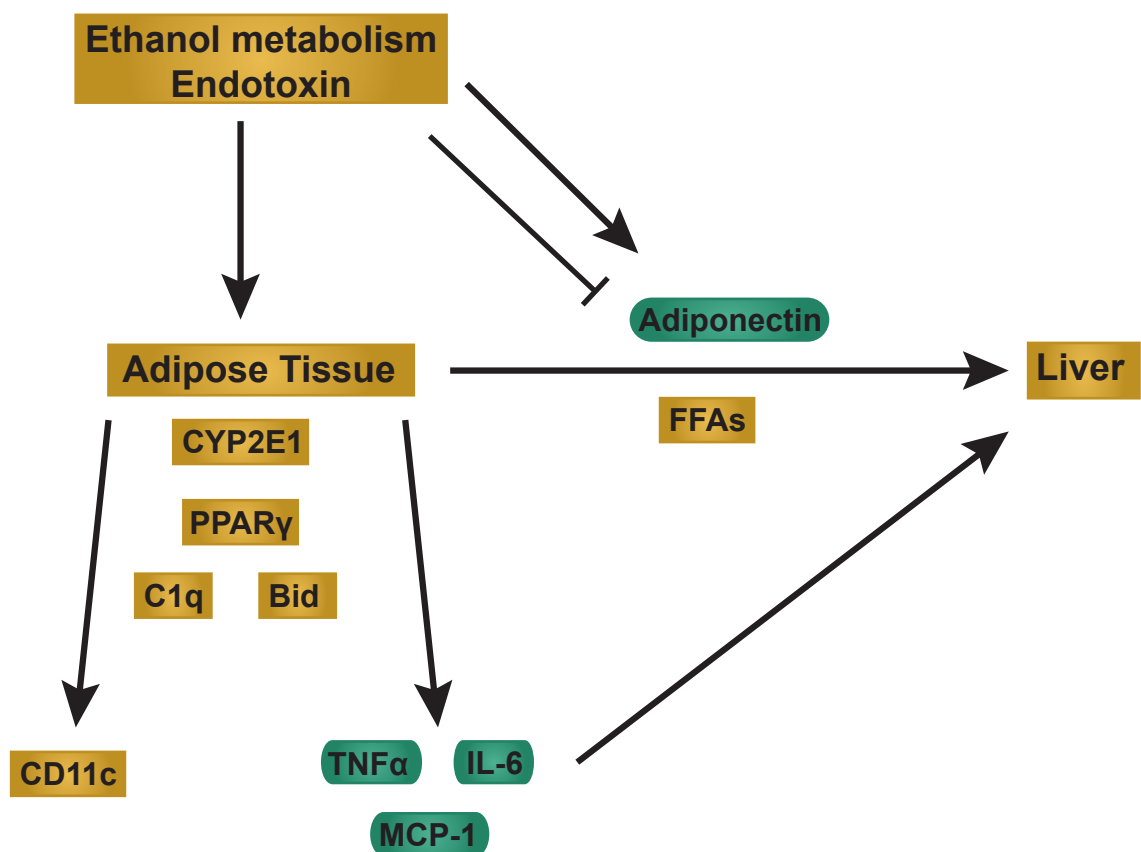 Ethanol metabolism
Endotoxin
Adiponectin
Adipose Tissue
Liver
FFAs
CYP2E1
PPARγ
C1q
Bid
CD11c
TNFα
IL-6
MCP-1